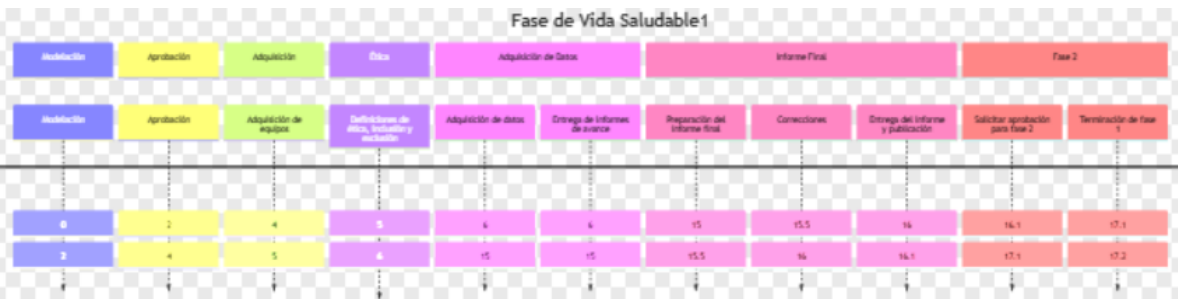 Fase de Vida Saludable1
Modelación Aprobación Adquisición Ética Adquisición de Datos Informe Final Fase 2
Modelación Aprobación Adquisición de equipos Definiciones de ética, inclusión y exclusión Adquisición de datos Entrega de informes de avance Preparación del informe final Correcciones Entrega del informe y publicación Solicitar aprobación para fase 2 Terminación de fase 1
0 2 4 5 6 6 15 15.5 16 16.1 17.1
2 4 5 6 15 15 15.5 16 16.1 17.1 17.2